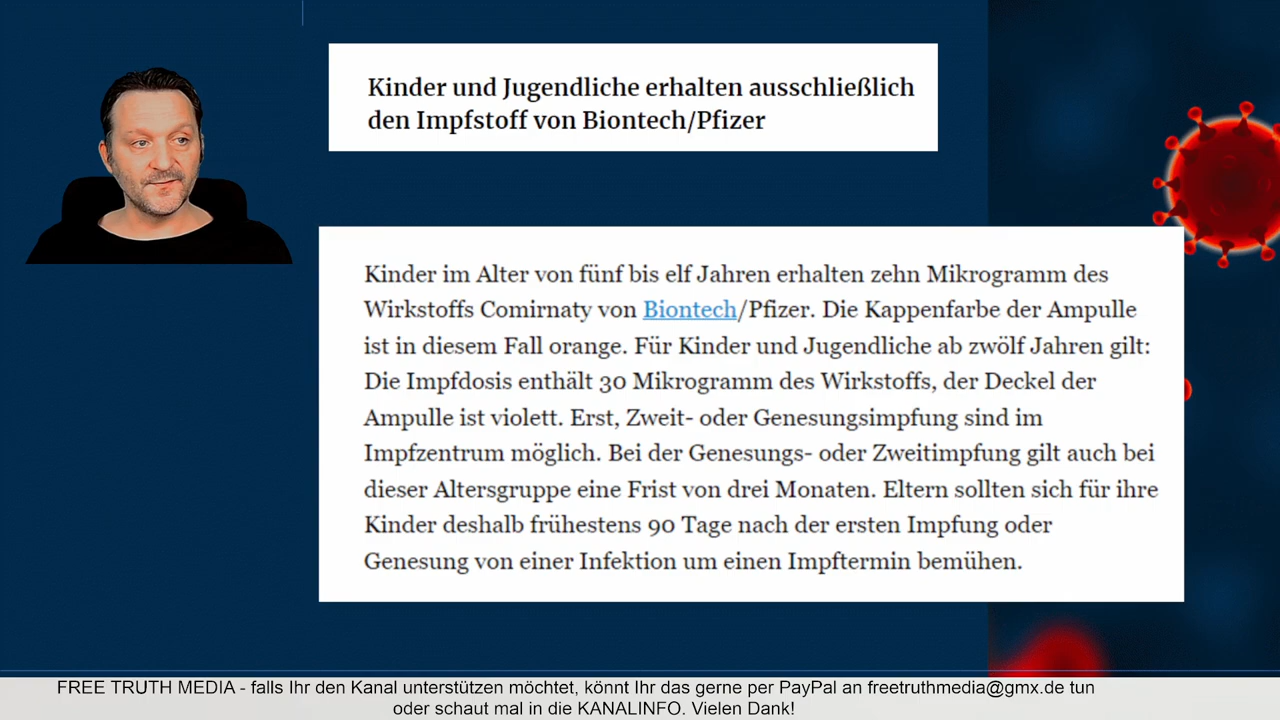 Kinder und Jugendliche erhalten ausschließlich
den Impfstoff von Biontech/Pfizer
Kinder im Alter von fünf bis elf Jahren erhalten zehn Mikrogramm des
Wirkstoffs Comirnaty von Biontech/Pfizer. Die Kappenfarbe der Ampulle
ist in diesem Fall orange. Für Kinder und Jugendliche ab zwölf Jahren gilt:
Die Impfdosis enthält 30 Mikrogramm des Wirkstoffs, der Deckel der
Ampulle ist violett. Erst, Zweit- oder Genesungsimpfung sind im
Impfzentrum möglich. Bei der Genesungs- oder Zweitimpfung gilt auch bei
dieser Altersgruppe eine Frist von drei Monaten. Eltern sollten sich für ihre
Kinder deshalb frühestens 90 Tage nach der ersten Impfung oder
Genesung von einer Infektion um einen Impftermin bemühen.
FREE TRUTH MEDIA - falls Ihr den Kanal unterstützen möchtet, könnt Ihr das gerne per PayPal an freetruthmedia@gmx.de tun
oder schaut mal in die KANALINFO. Vielen Dank!